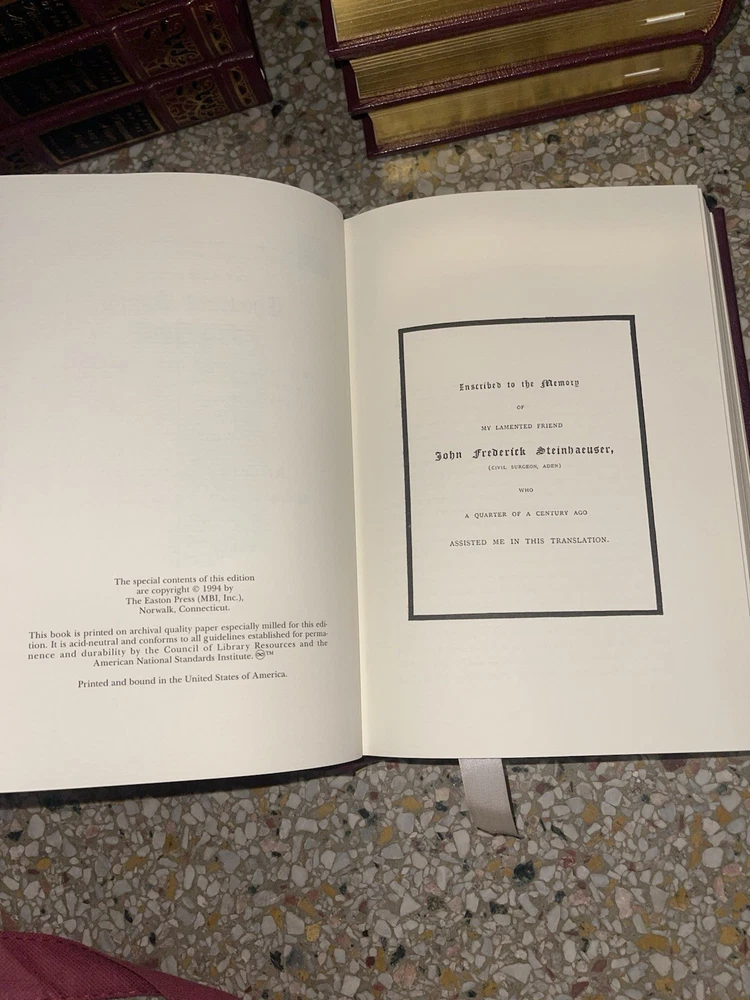 The special contents of this edition
are copyright © 1994 by
The Easton Press (MBI, Inc.),
Norwalk, Connecticut.
This book is printed on archival quality paper especially milled for this edi-
tion. It is acid-neutral and conforms to all guidelines established for perma-
nence and durability by the Council of Library Resources and the
American National Standards Institute. ♾™
Printed and bound in the United States of America.
Inscribed to the Memory
OF
MY LAMENTED FRIEND
John Frederick Steinhaeuser,
(CIVIL SURGEON, ADEN)
WHO
A QUARTER OF A CENTURY AGO
ASSISTED ME IN THIS TRANSLATION.